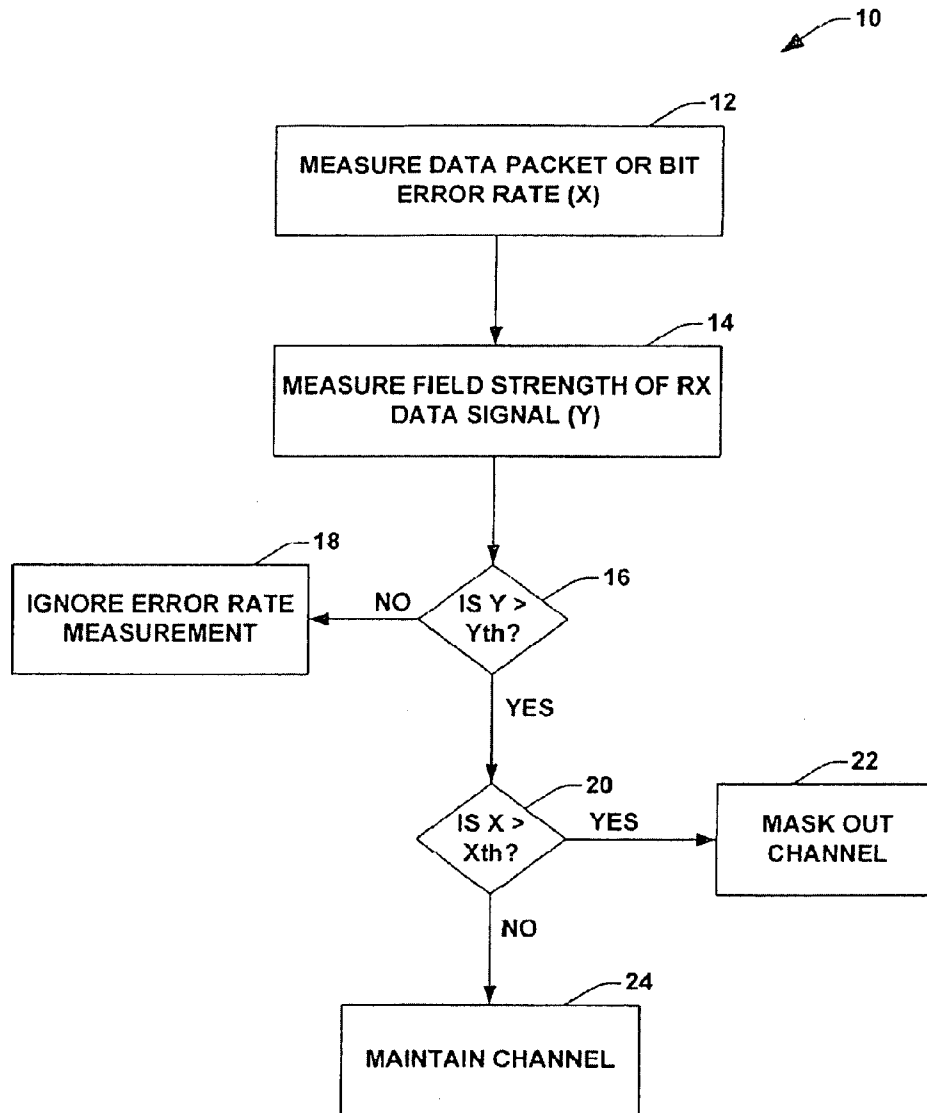 10
12
MEASURE DATA PACKET OR BIT
ERROR RATE (X)
14
MEASURE FIELD STRENGTH OF RX
DATA SIGNAL (Y)
18
IGNORE ERROR RATE
MEASUREMENT
NO
16
IS Y >
Yth?
YES
20
IS X >
Xth?
YES
22
MASK OUT
CHANNEL
NO
24
MAINTAIN CHANNEL